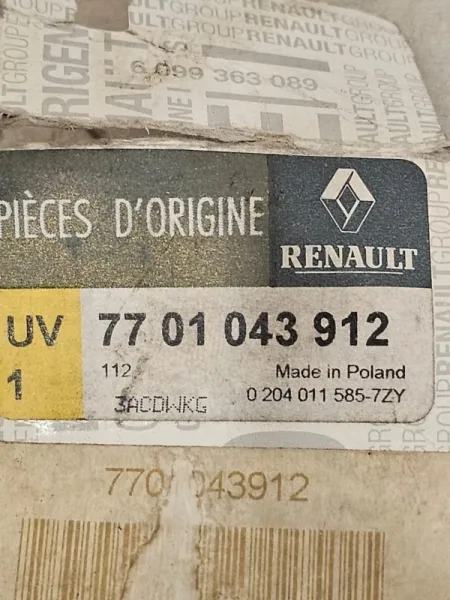 6 099 363 089
PIÈCES D'ORIGINE
RENAULT
UV
77 01 043 912
1
112
Made in Poland
3ACDWKG
0 204 011 585-7ZY
043912